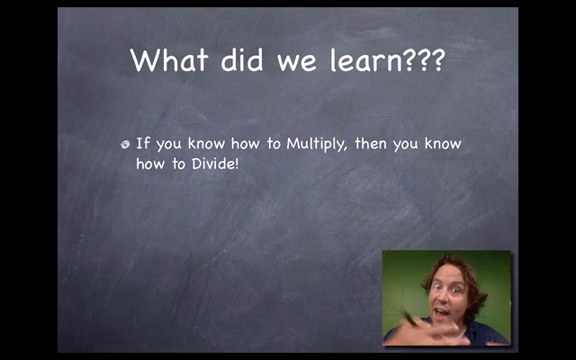 What did we learn???
If you know how to Multiply, then you know
how to Divide!